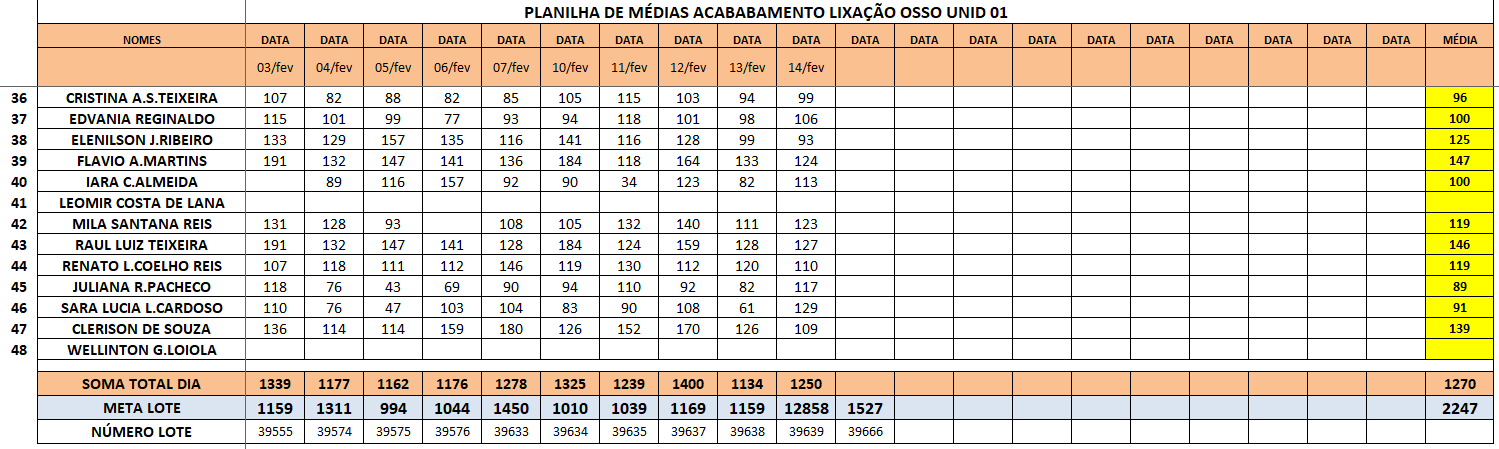 PLANILHA DE MÉDIAS ACABABAMENTO LIXAÇÃO OSSO UNID 01
NOMES DATA DATA DATA DATA DATA DATA DATA DATA DATA DATA DATA DATA DATA DATA DATA DATA DATA DATA DATA DATA MÉDIA
03/fev 04/fev 05/fev 06/fev 07/fev 10/fev 11/fev 12/fev 13/fev 14/fev
36 CRISTINA A.S.TEIXEIRA 107 82 88 82 85 105 115 103 94 99 96
37 EDVANIA REGINALDO 115 101 99 77 93 94 118 101 98 106 100
38 ELENILSON J.RIBEIRO 133 129 157 135 116 141 116 128 99 93 125
39 FLAVIO A.MARTINS 191 132 147 141 136 184 118 164 133 124 147
40 IARA C.ALMEIDA 89 116 157 92 90 34 123 82 113 100
41 LEOMIR COSTA DE LANA
42 MILA SANTANA REIS 131 128 93 108 105 132 140 111 123 119
43 RAUL LUIZ TEIXEIRA 191 132 147 141 128 184 124 159 128 127 146
44 RENATO L.COELHO REIS 107 118 111 112 146 119 130 112 120 110 119
45 JULIANA R.PACHECO 118 76 43 69 90 94 110 92 82 117 89
46 SARA LUCIA L.CARDOSO 110 76 47 103 104 83 90 108 61 129 91
47 CLERISON DE SOUZA 136 114 114 159 180 126 152 170 126 109 139
48 WELLINTON G.LOIOLA
SOMA TOTAL DIA 1339 1177 1162 1176 1278 1325 1239 1400 1134 1250 1270
META LOTE 1159 1311 994 1044 1450 1010 1039 1169 1159 12858 1527 2247
NÚMERO LOTE 39555 39574 39575 39576 39633 39634 39635 39637 39638 39639 39666